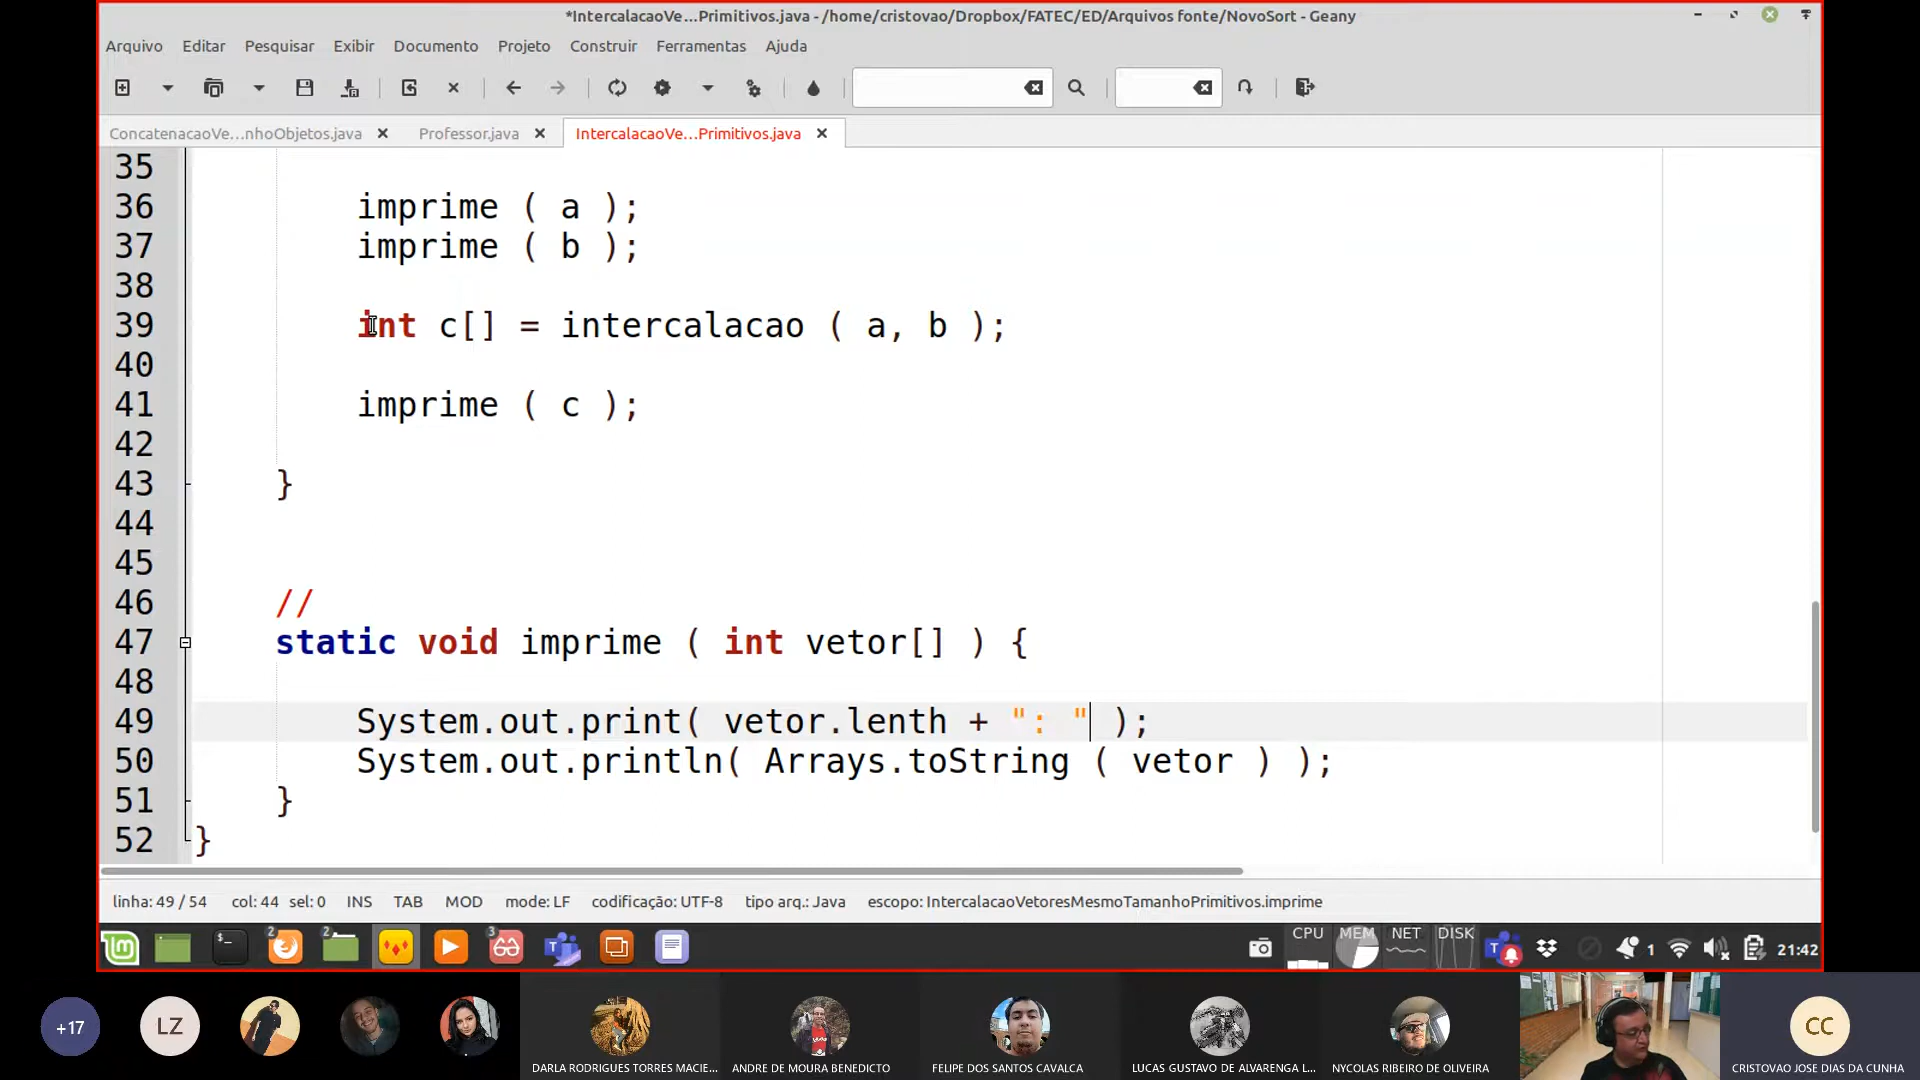 *IntercalacaoVe...Primitivos.java - /home/cristovao/Dropbox/FATEC/ED/Arquivos fonte/NovoSort - Geany
Arquivo Editar Pesquisar Exibir Documento Projeto Construir Ferramentas Ajuda
ConcatenacaoVe...nhoObjetos.java Professor.java IntercalacaoVe...Primitivos.java
35
36 imprime ( a );
37 imprime ( b );
38
39 int c[] = intercalacao ( a, b );
40
41 imprime ( c );
42
43 }
44
45
46 //
47 static void imprime ( int vetor[] ) {
48
49 System.out.print( vetor.lenth + ": " );
50 System.out.println( Arrays.toString ( vetor ) );
51 }
52 }
linha: 49 / 54 col: 44 sel: 0 INS TAB MOD mode: LF codificação: UTF-8 tipo arq.: Java escopo: IntercalacaoVetoresMesmoTamanhoPrimitivos.imprime
2 2 3 CPU MEM NET DISK 1 21:42
+17 LZ CC
DARLA RODRIGUES TORRES MACIE... ANDRE DE MOURA BENEDICTO FELIPE DOS SANTOS CAVALCA LUCAS GUSTAVO DE ALVARENGA L... NYCOLAS RIBEIRO DE OLIVEIRA CRISTOVAO JOSE DIAS DA CUNHA